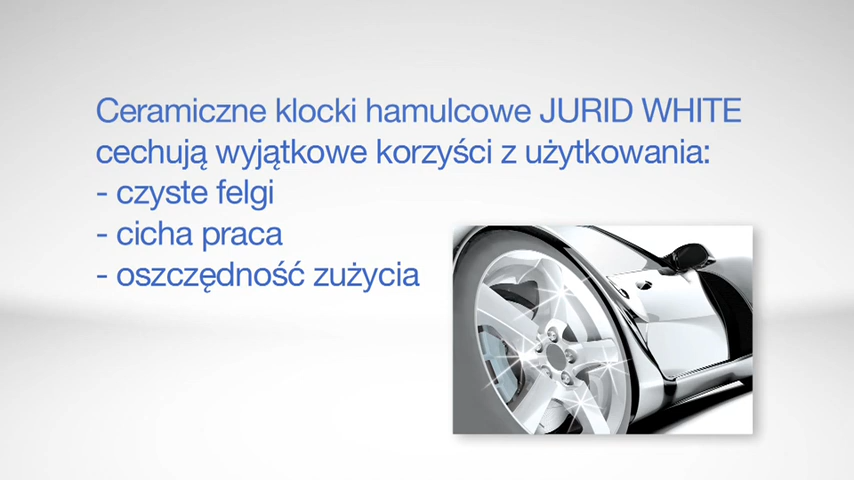 Ceramiczne klocki hamulcowe JURID WHITE
cechują wyjątkowe korzyści z użytkowania:
- czyste felgi
- cicha praca
- oszczędność zużycia